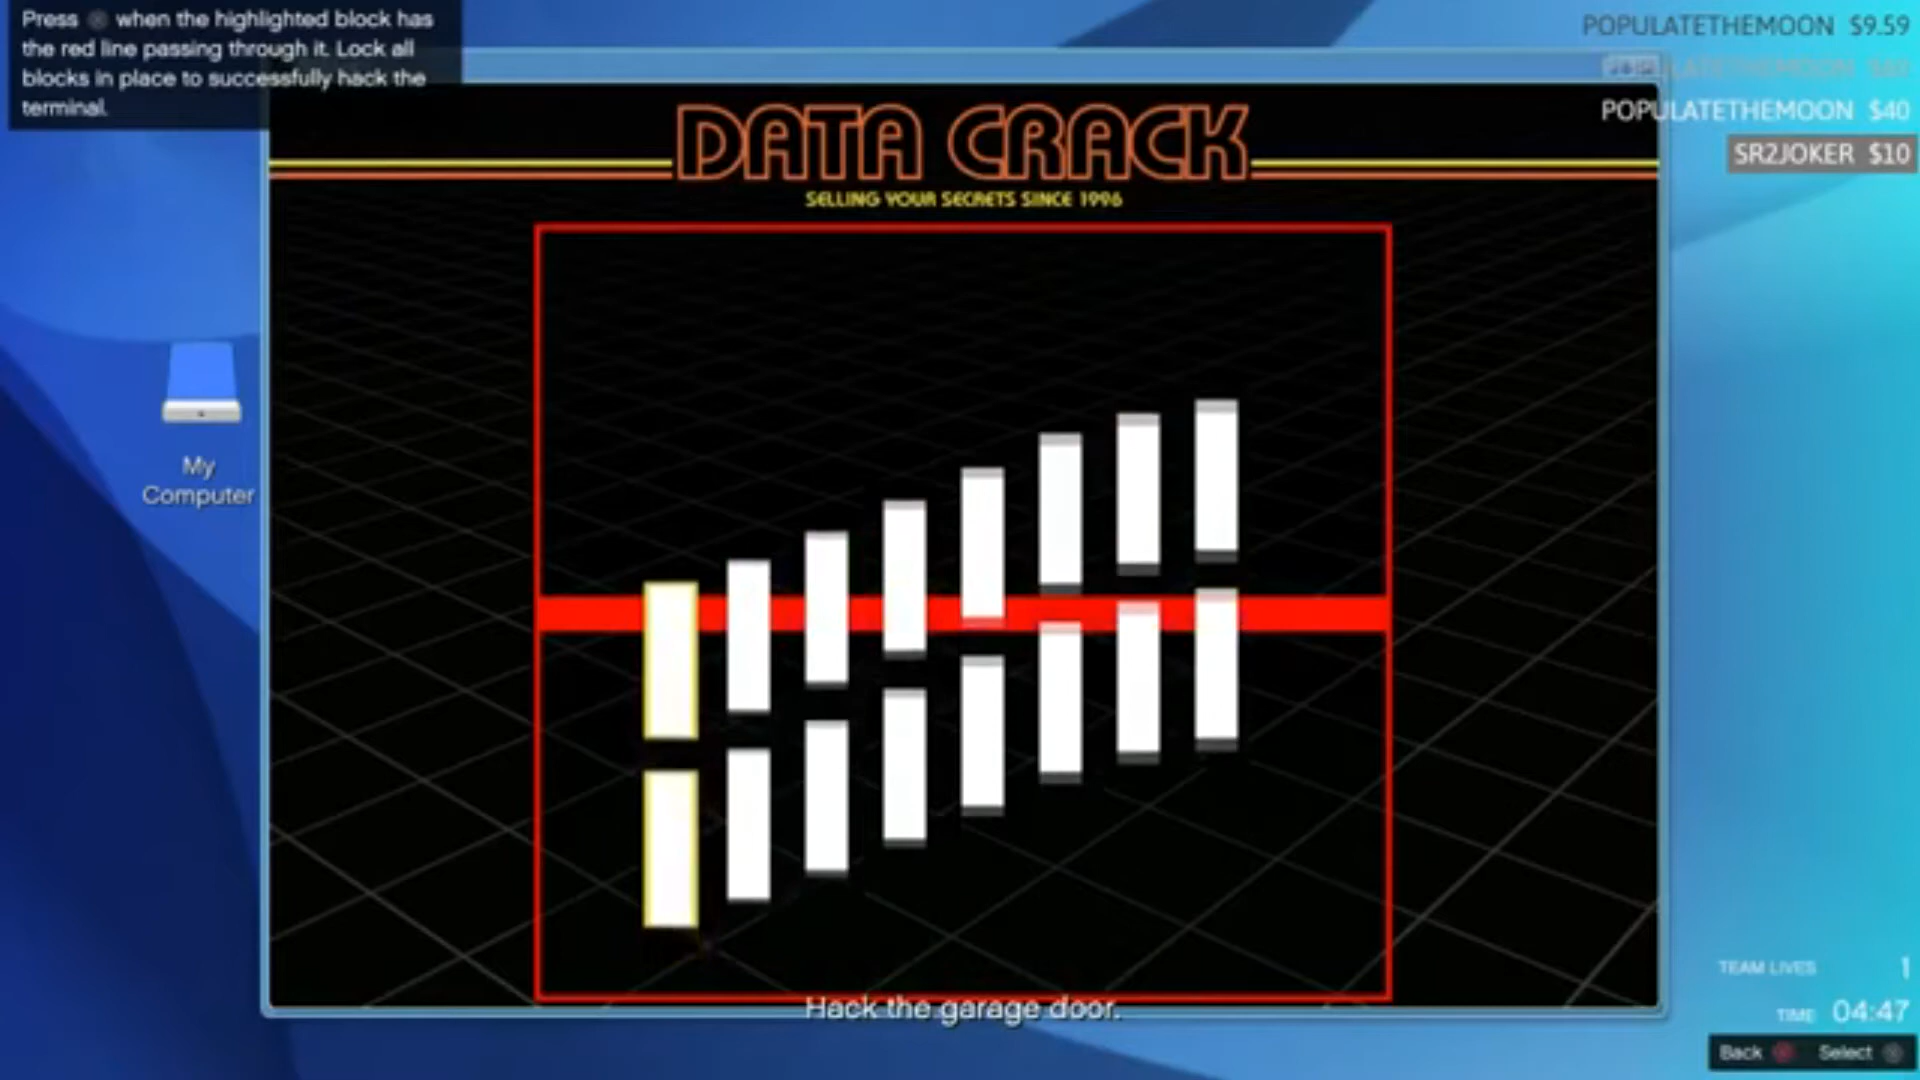 Press when the highlighted block has
the red line passing through it. Lock all
blocks in place to successfully hack the
terminal.
POPULATETHEMOON $9.59
POPULATETHEMOON $40
SR2JOKER $10
DATA CRACK
SELLING YOUR SECRETS SINCE 1996
My
Computer
Hack the garage door.
TEAM LIVES 1
TIME 04:47
Back Select